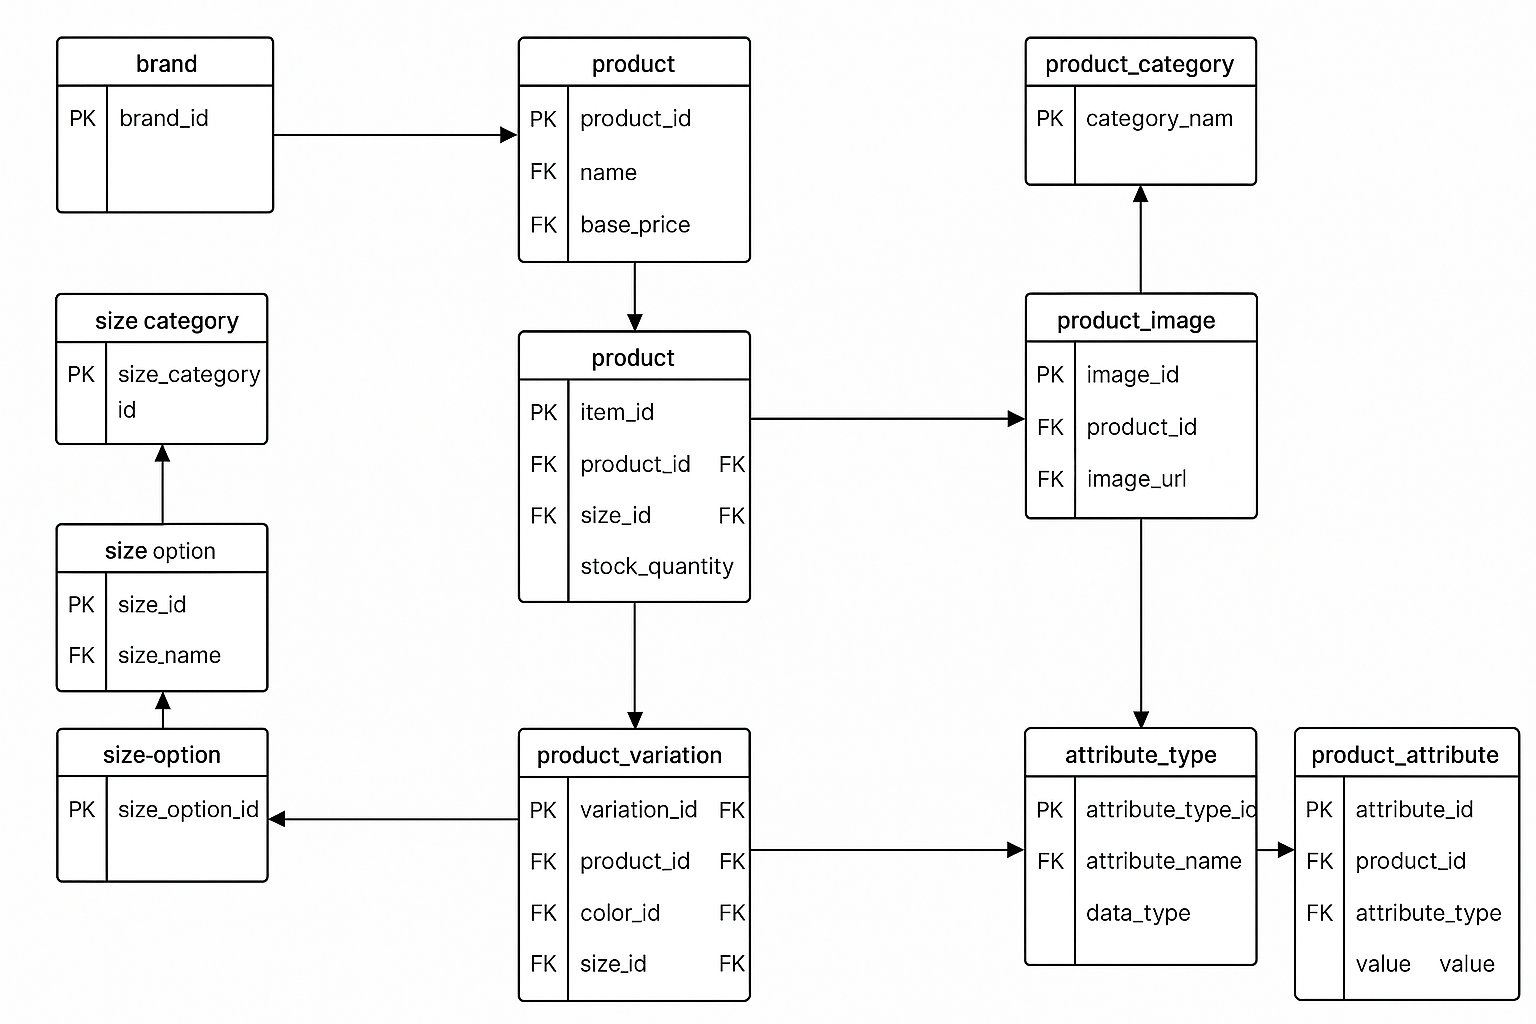 brand
PK brand_id
product
PK product_id
FK name
FK base_price
product_category
PK category_nam
size category
PK size_category
id
product
PK item_id
FK product_id FK
FK size_id FK
stock_quantity
product_image
PK image_id
FK product_id
FK image_url
size option
PK size_id
FK size_name
size-option
PK size_option_id
product_variation
PK variation_id FK
FK product_id FK
FK color_id FK
FK size_id FK
attribute_type
PK attribute_type_id
FK attribute_name
data_type
product_attribute
PK attribute_id
FK product_id
FK attribute_type
value value